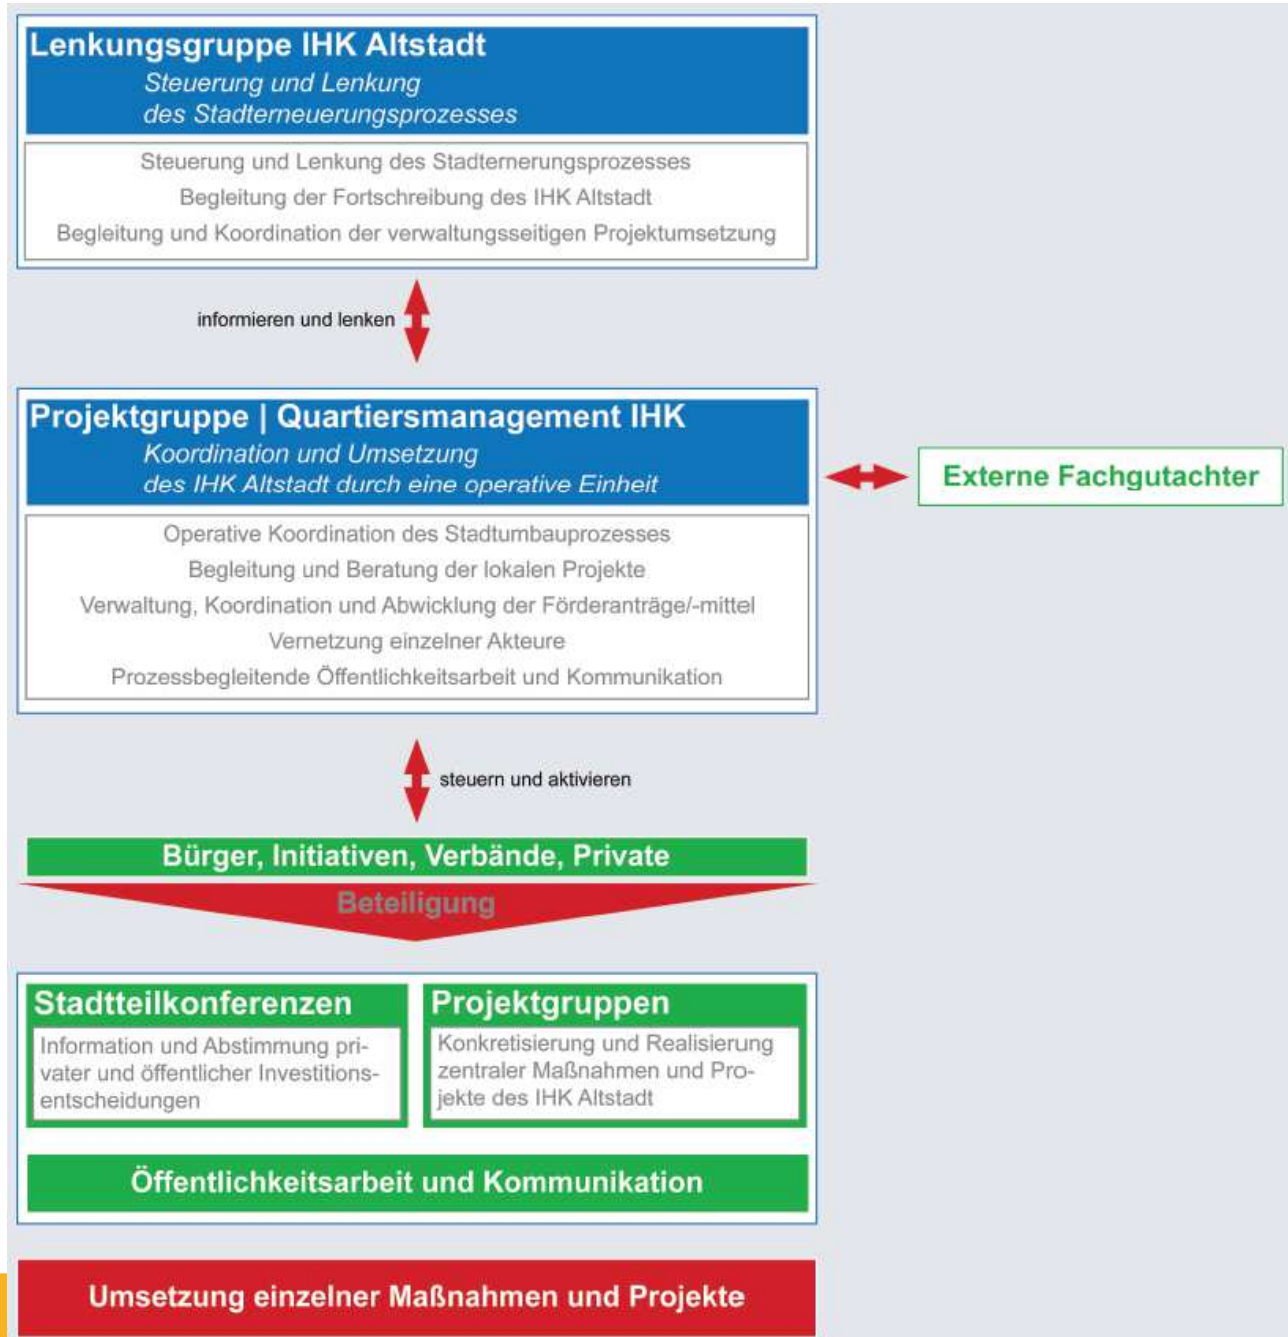 Lenkungsgruppe IHK Altstadt
Steuerung und Lenkung
des Stadterneuerungsprozesses
Steuerung und Lenkung des Stadternerungsprozesses
Begleitung der Fortschreibung des IHK Altstadt
Begleitung und Koordination der verwaltungsseitigen Projektumsetzung
informieren und lenken
Projektgruppe | Quartiersmanagement IHK
Koordination und Umsetzung
des IHK Altstadt durch eine operative Einheit
Externe Fachgutachter
Operative Koordination des Stadtumbauprozesses
Begleitung und Beratung der lokalen Projekte
Verwaltung, Koordination und Abwicklung der Förderanträge/-mittel
Vernetzung einzelner Akteure
Prozessbegleitende Öffentlichkeitsarbeit und Kommunikation
steuern und aktivieren
Bürger, Initiativen, Verbände, Private
Beteiligung
Stadtteilkonferenzen
Information und Abstimmung pri-
vater und öffentlicher Investitions-
entscheidungen
Projektgruppen
Konkretisierung und Realisierung
zentraler Maßnahmen und Pro-
jekte des IHK Altstadt
Öffentlichkeitsarbeit und Kommunikation
Umsetzung einzelner Maßnahmen und Projekte